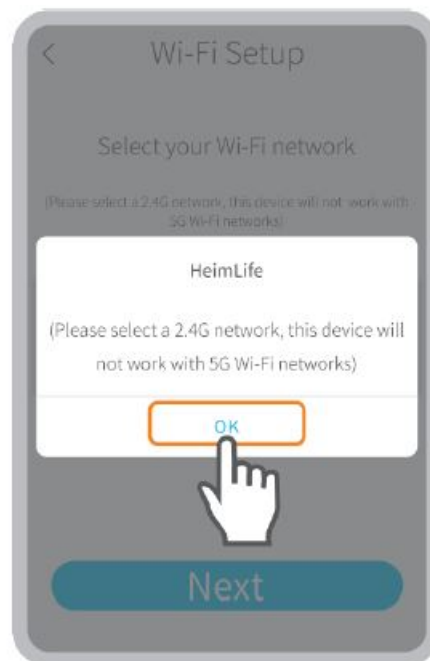 Wi-Fi Setup
Select your Wi-Fi network
(Please select a 2.4G network, this device will not work with
5G Wi-Fi networks)
HeimLife
(Please select a 2.4G network, this device will
not work with 5G Wi-Fi networks)
OK
Next